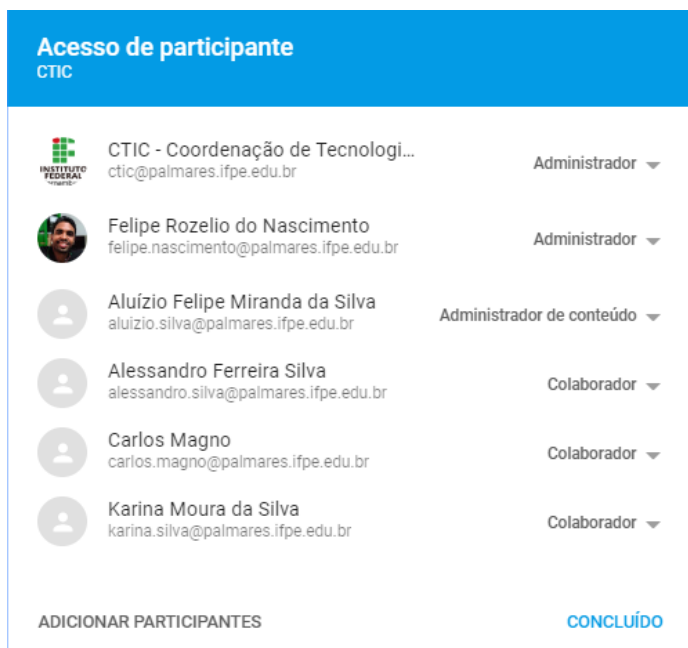 Acesso de participante
CTIC
INSTITUTO
FEDERAL
CTIC - Coordenação de Tecnologi...
ctic@palmares.ifpe.edu.br
Administrador
Felipe Rozelio do Nascimento
felipe.nascimento@palmares.ifpe.edu.br
Administrador
Aluízio Felipe Miranda da Silva
aluizio.silva@palmares.ifpe.edu.br
Administrador de conteúdo
Alessandro Ferreira Silva
alessandro.silva@palmares.ifpe.edu.br
Colaborador
Carlos Magno
carlos.magno@palmares.ifpe.edu.br
Colaborador
Karina Moura da Silva
karina.silva@palmares.ifpe.edu.br
Colaborador
ADICIONAR PARTICIPANTES
CONCLUÍDO